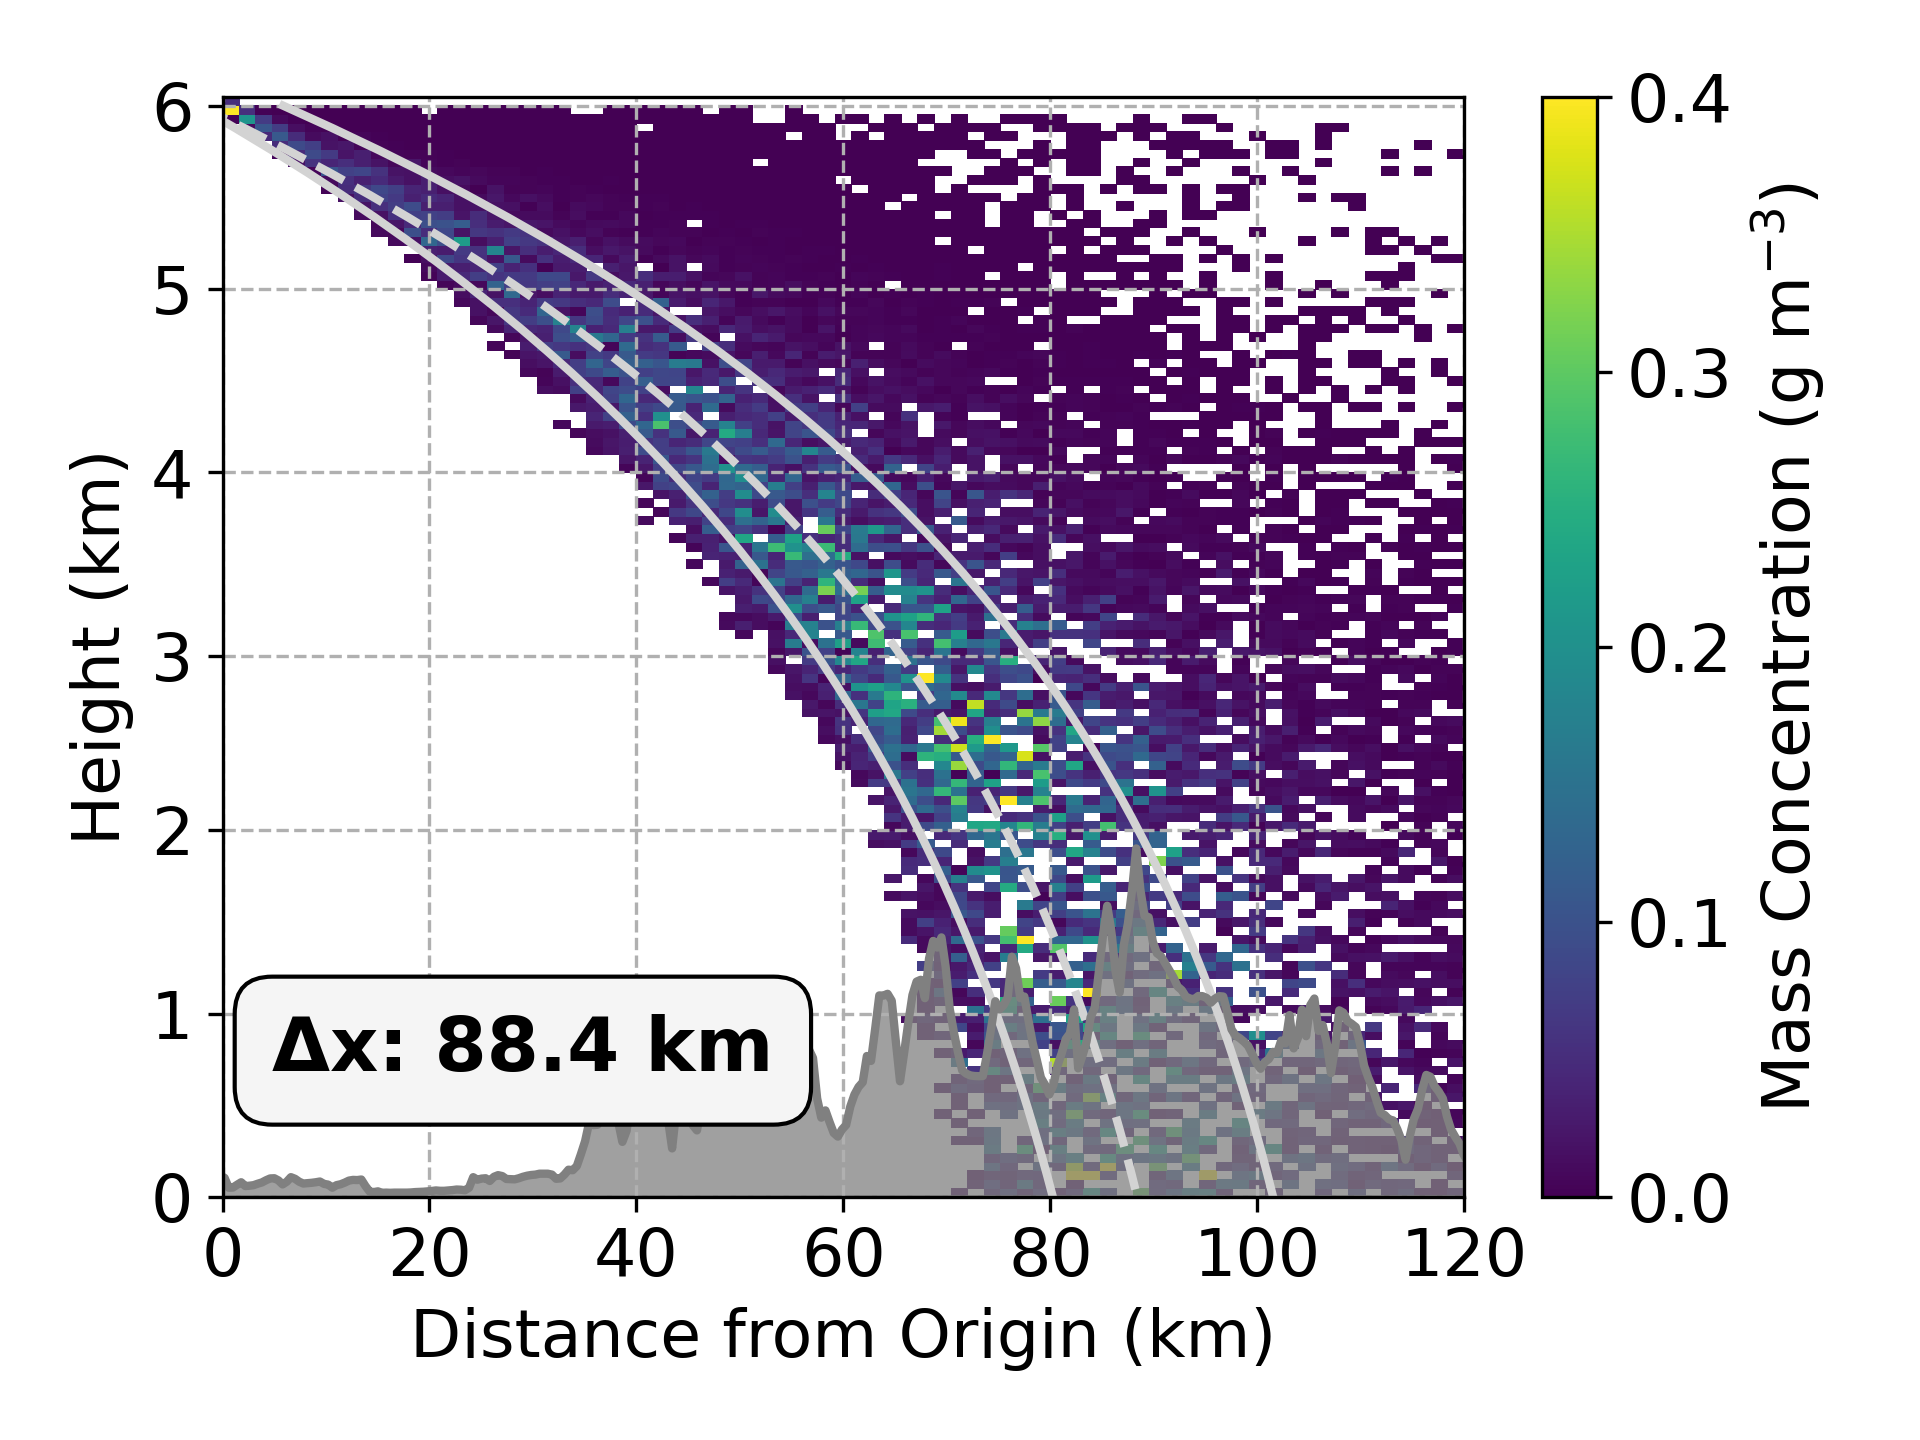 6
5
4
3
2
1
0
Height (km)
Δx: 88.4 km
0 20 40 60 80 100 120
Distance from Origin (km)
0.4
0.3
0.2
0.1
0.0
Mass Concentration (g m⁻³)